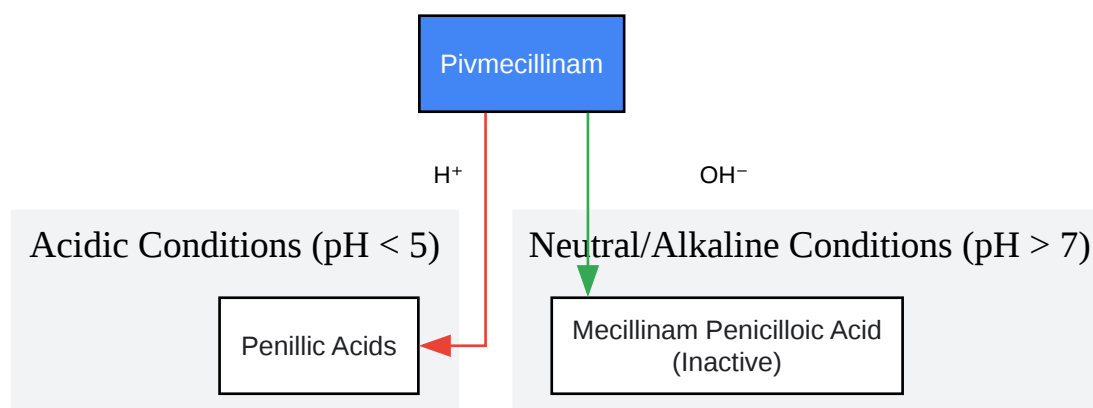 Pivmecillinam
H⁺
OH⁻
Acidic Conditions (pH < 5)
Neutral/Alkaline Conditions (pH > 7)
Penillic Acids
Mecillinam Penicilloic Acid
(Inactive)